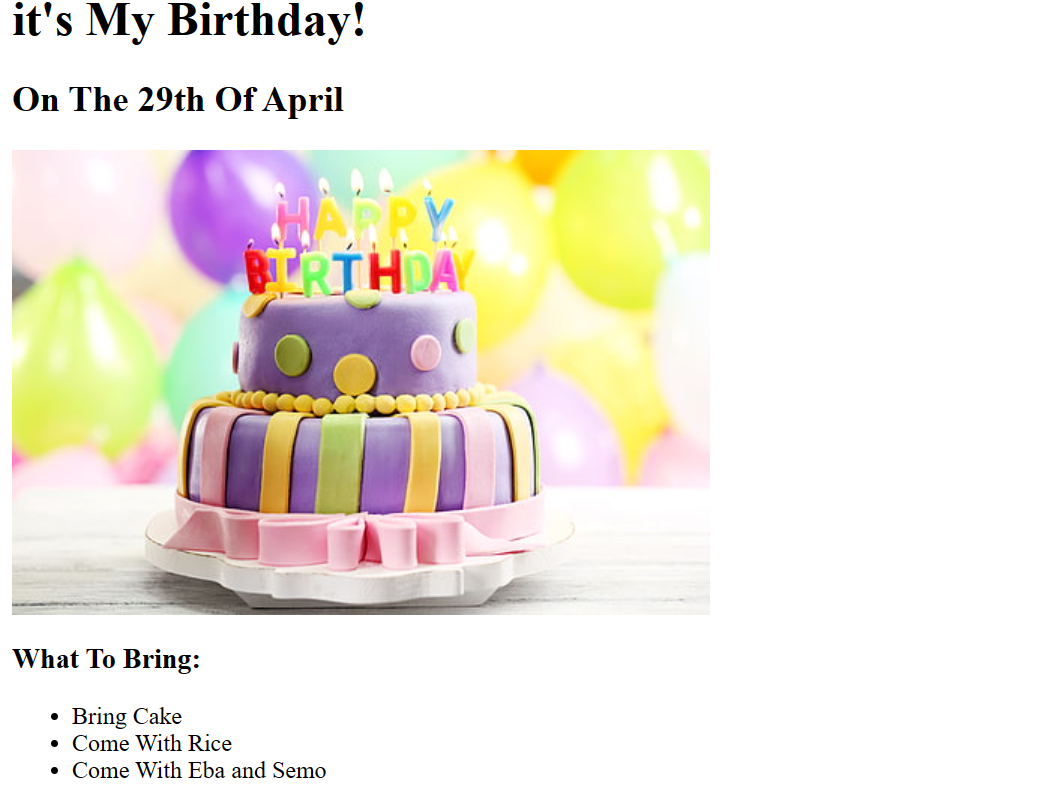 it's My Birthday!
On The 29th Of April
HAPPY
BIRTHDAY
What To Bring:
Bring Cake
Come With Rice
Come With Eba and Semo